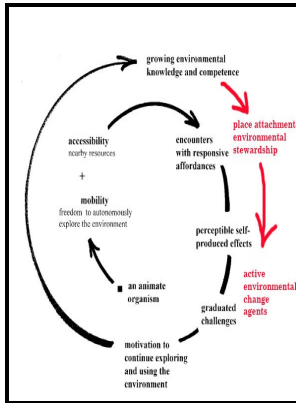 growing environmental
knowledge and competence
place attachment
environmental
stewardship
accessibility
nearby resources
+
mobility
freedom to autonomously
explore the environment
encounters
with responsive
affordances
perceptible self-
produced effects
active
environmental
change
agents
an animate
organism
graduated
challenges
motivation to
continue exploring
and using the
environment